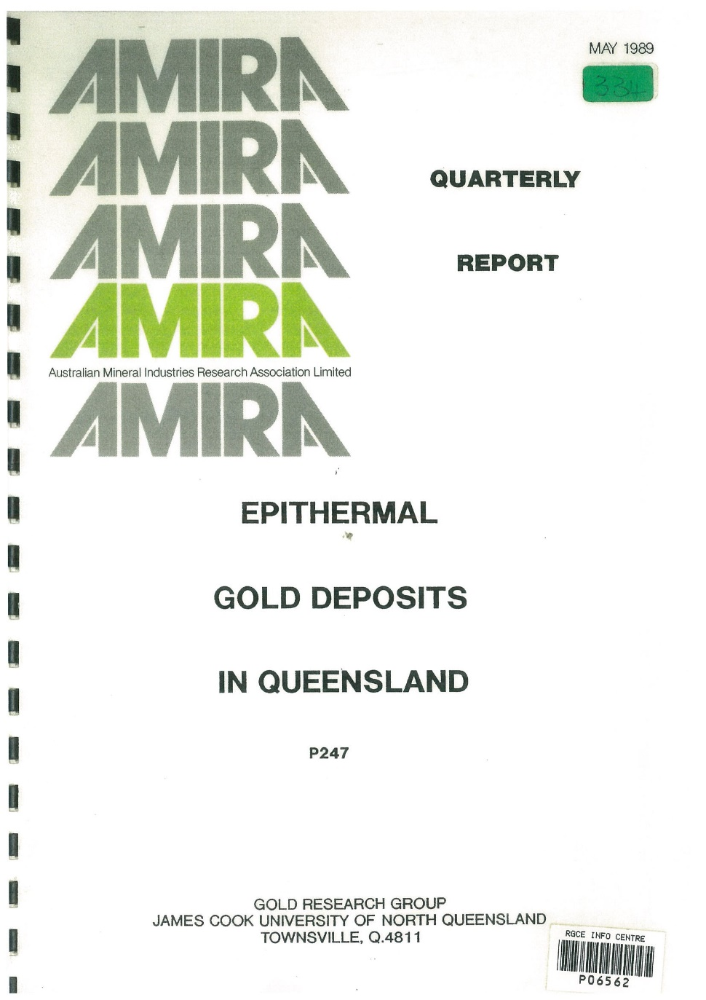 AMIRA
MAY 1989
AMIRA
QUARTERLY
AMIRA
REPORT
AMIRA
Australian Mineral Industries Research Association Limited
AMIRA
EPITHERMAL
GOLD DEPOSITS
IN QUEENSLAND
P247
GOLD RESEARCH GROUP
JAMES COOK UNIVERSITY OF NORTH QUEENSLAND
TOWNSVILLE, Q.4811
RGCE INFO CENTRE
P06562